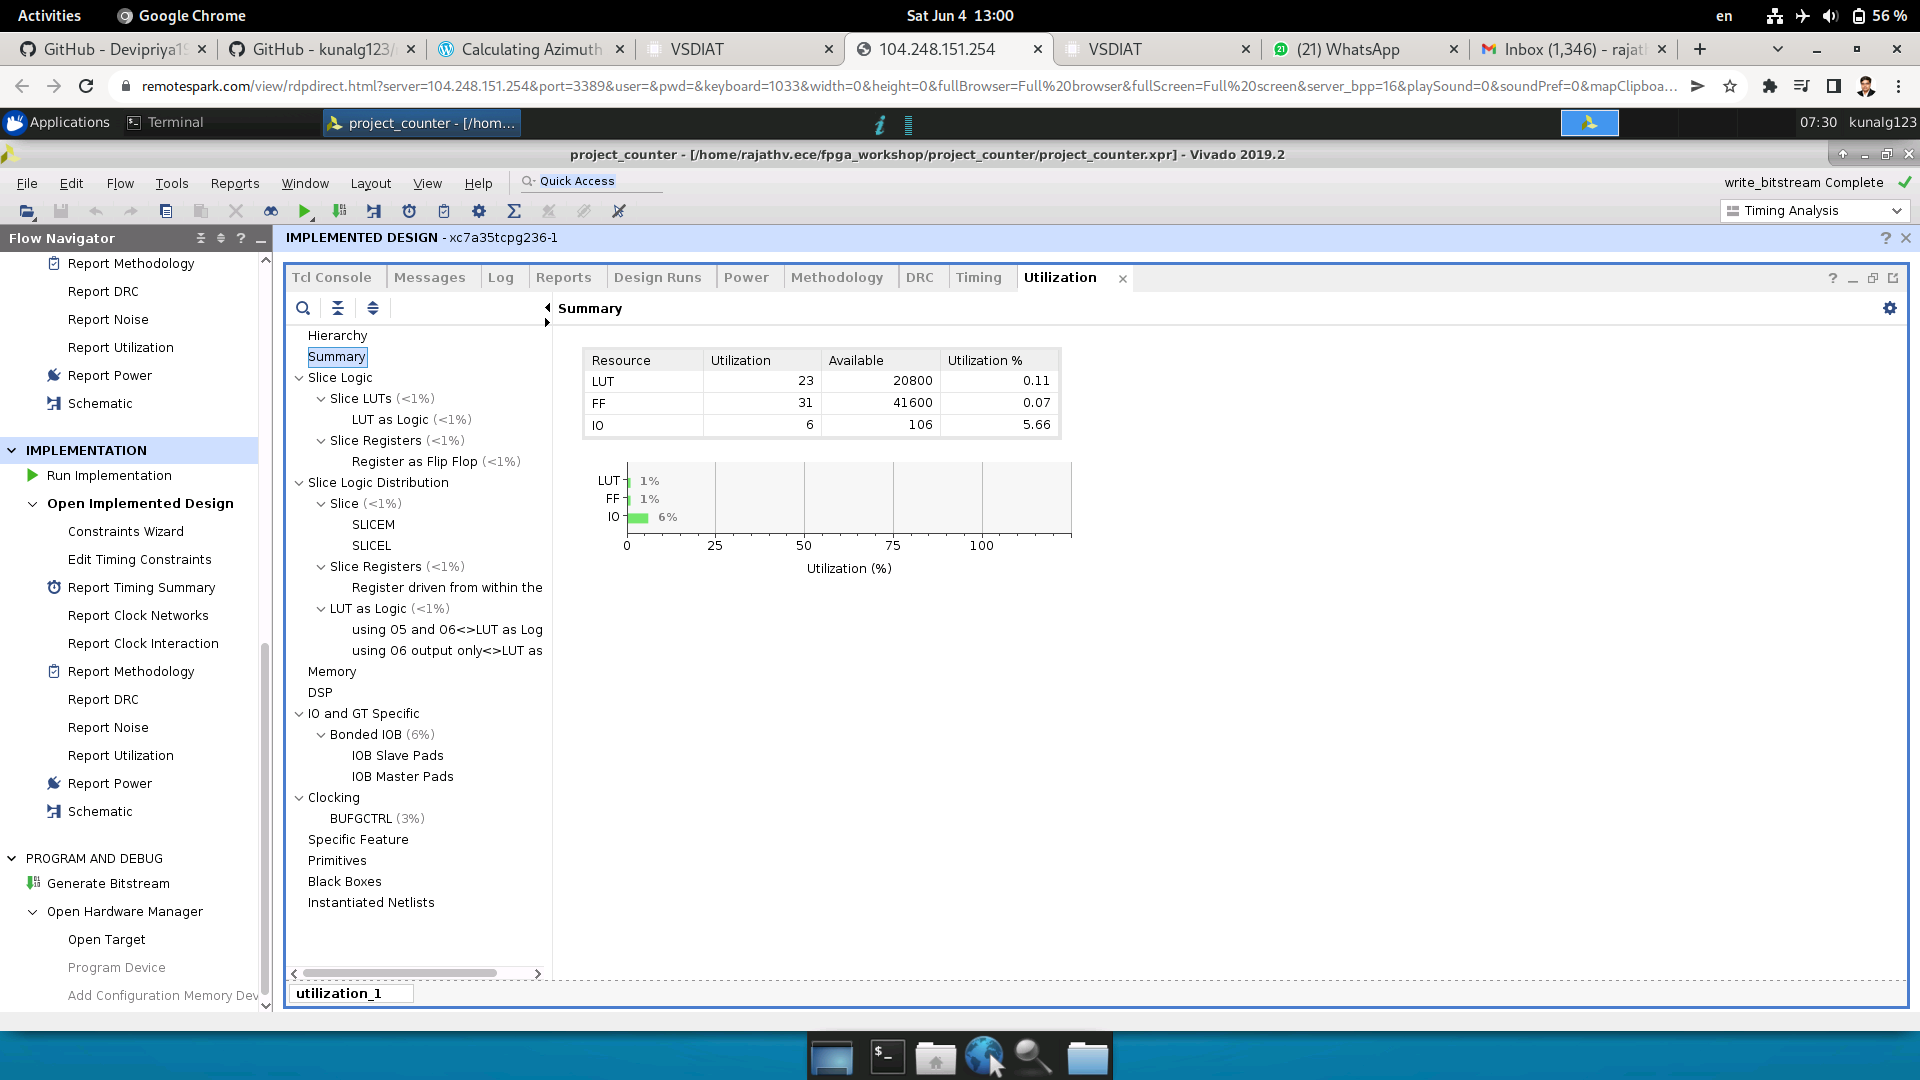 Activities
Google Chrome
Sat Jun 4 13:00
en
56 %
GitHub - Devipriya19
GitHub - kunalg123/
Calculating Azimuth
VSDIAT
104.248.151.254
VSDIAT
(21) WhatsApp
Inbox (1,346) - rajath
remotespark.com/view/rdpdirect.html?server=104.248.151.254&port=3389&user=&pwd=&keyboard=1033&width=0&height=0&fullBrowser=Full%20browser&fullScreen=Full%20screen&server_bpp=16&playSound=0&soundPref=0&mapClipboa...
Applications
Terminal
project_counter - [/hom...
07:30
kunalg123
project_counter - [/home/rajathv.ece/fpga_workshop/project_counter/project_counter.xpr] - Vivado 2019.2
File Edit Flow Tools Reports Window Layout View Help
Quick Access
write_bitstream Complete
Timing Analysis
Flow Navigator
IMPLEMENTED DESIGN - xc7a35tcpg236-1
Report Methodology
Report DRC
Report Noise
Report Utilization
Report Power
Schematic
IMPLEMENTATION
Run Implementation
Open Implemented Design
Constraints Wizard
Edit Timing Constraints
Report Timing Summary
Report Clock Networks
Report Clock Interaction
Report Methodology
Report DRC
Report Noise
Report Utilization
Report Power
Schematic
PROGRAM AND DEBUG
Generate Bitstream
Open Hardware Manager
Open Target
Program Device
Add Configuration Memory Dev
Tcl Console Messages Log Reports Design Runs Power Methodology DRC Timing Utilization
Hierarchy
Summary
Slice Logic
Slice LUTs (<1%)
LUT as Logic (<1%)
Slice Registers (<1%)
Register as Flip Flop (<1%)
Slice Logic Distribution
Slice (<1%)
SLICEM
SLICEL
Slice Registers (<1%)
Register driven from within the
LUT as Logic (<1%)
using O5 and O6<>LUT as Log
using O6 output only<>LUT as
Memory
DSP
IO and GT Specific
Bonded IOB (6%)
IOB Slave Pads
IOB Master Pads
Clocking
BUFGCTRL (3%)
Specific Feature
Primitives
Black Boxes
Instantiated Netlists
Summary
Resource Utilization Available Utilization %
LUT 23 20800 0.11
FF 31 41600 0.07
IO 6 106 5.66
LUT 1%
FF 1%
IO 6%
0 25 50 75 100
Utilization (%)
utilization_1